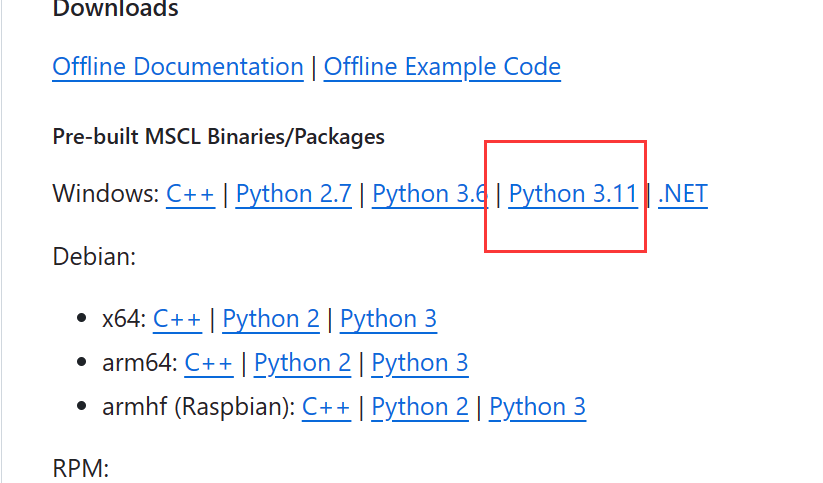 Downloads
Offline Documentation | Offline Example Code
Pre-built MSCL Binaries/Packages
Windows: C++ | Python 2.7 | Python 3.6 | Python 3.11 | .NET
Debian:
• x64: C++ | Python 2 | Python 3
• arm64: C++ | Python 2 | Python 3
• armhf (Raspbian): C++ | Python 2 | Python 3
RPM: